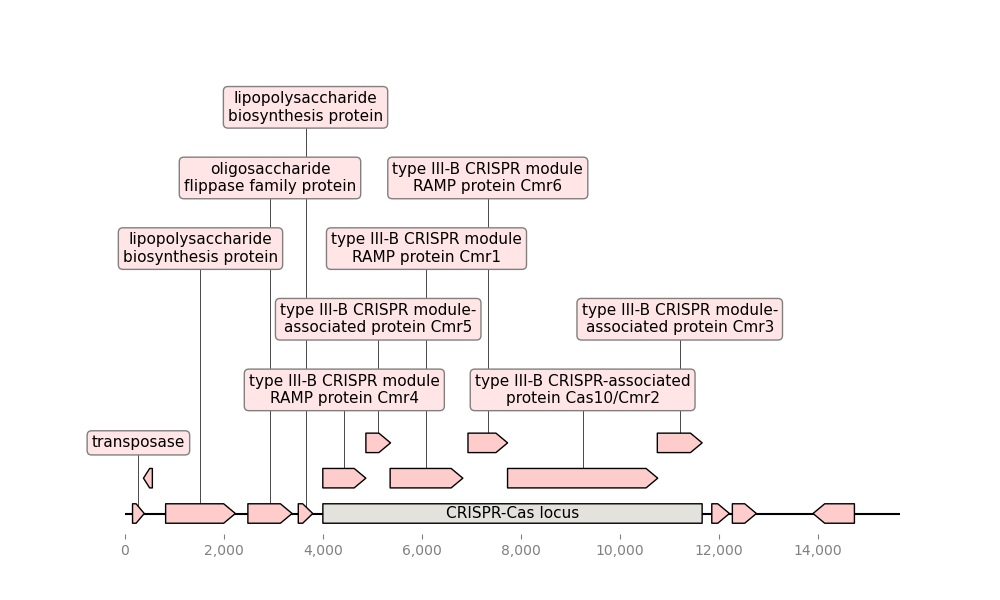 lipopolysaccharide
biosynthesis protein
oligosaccharide
flippase family protein
type III-B CRISPR module
RAMP protein Cmr6
lipopolysaccharide
biosynthesis protein
type III-B CRISPR module
RAMP protein Cmr1
type III-B CRISPR module-
associated protein Cmr5
type III-B CRISPR module-
associated protein Cmr3
type III-B CRISPR module
RAMP protein Cmr4
type III-B CRISPR-associated
protein Cas10/Cmr2
transposase
CRISPR-Cas locus
0 2,000 4,000 6,000 8,000 10,000 12,000 14,000